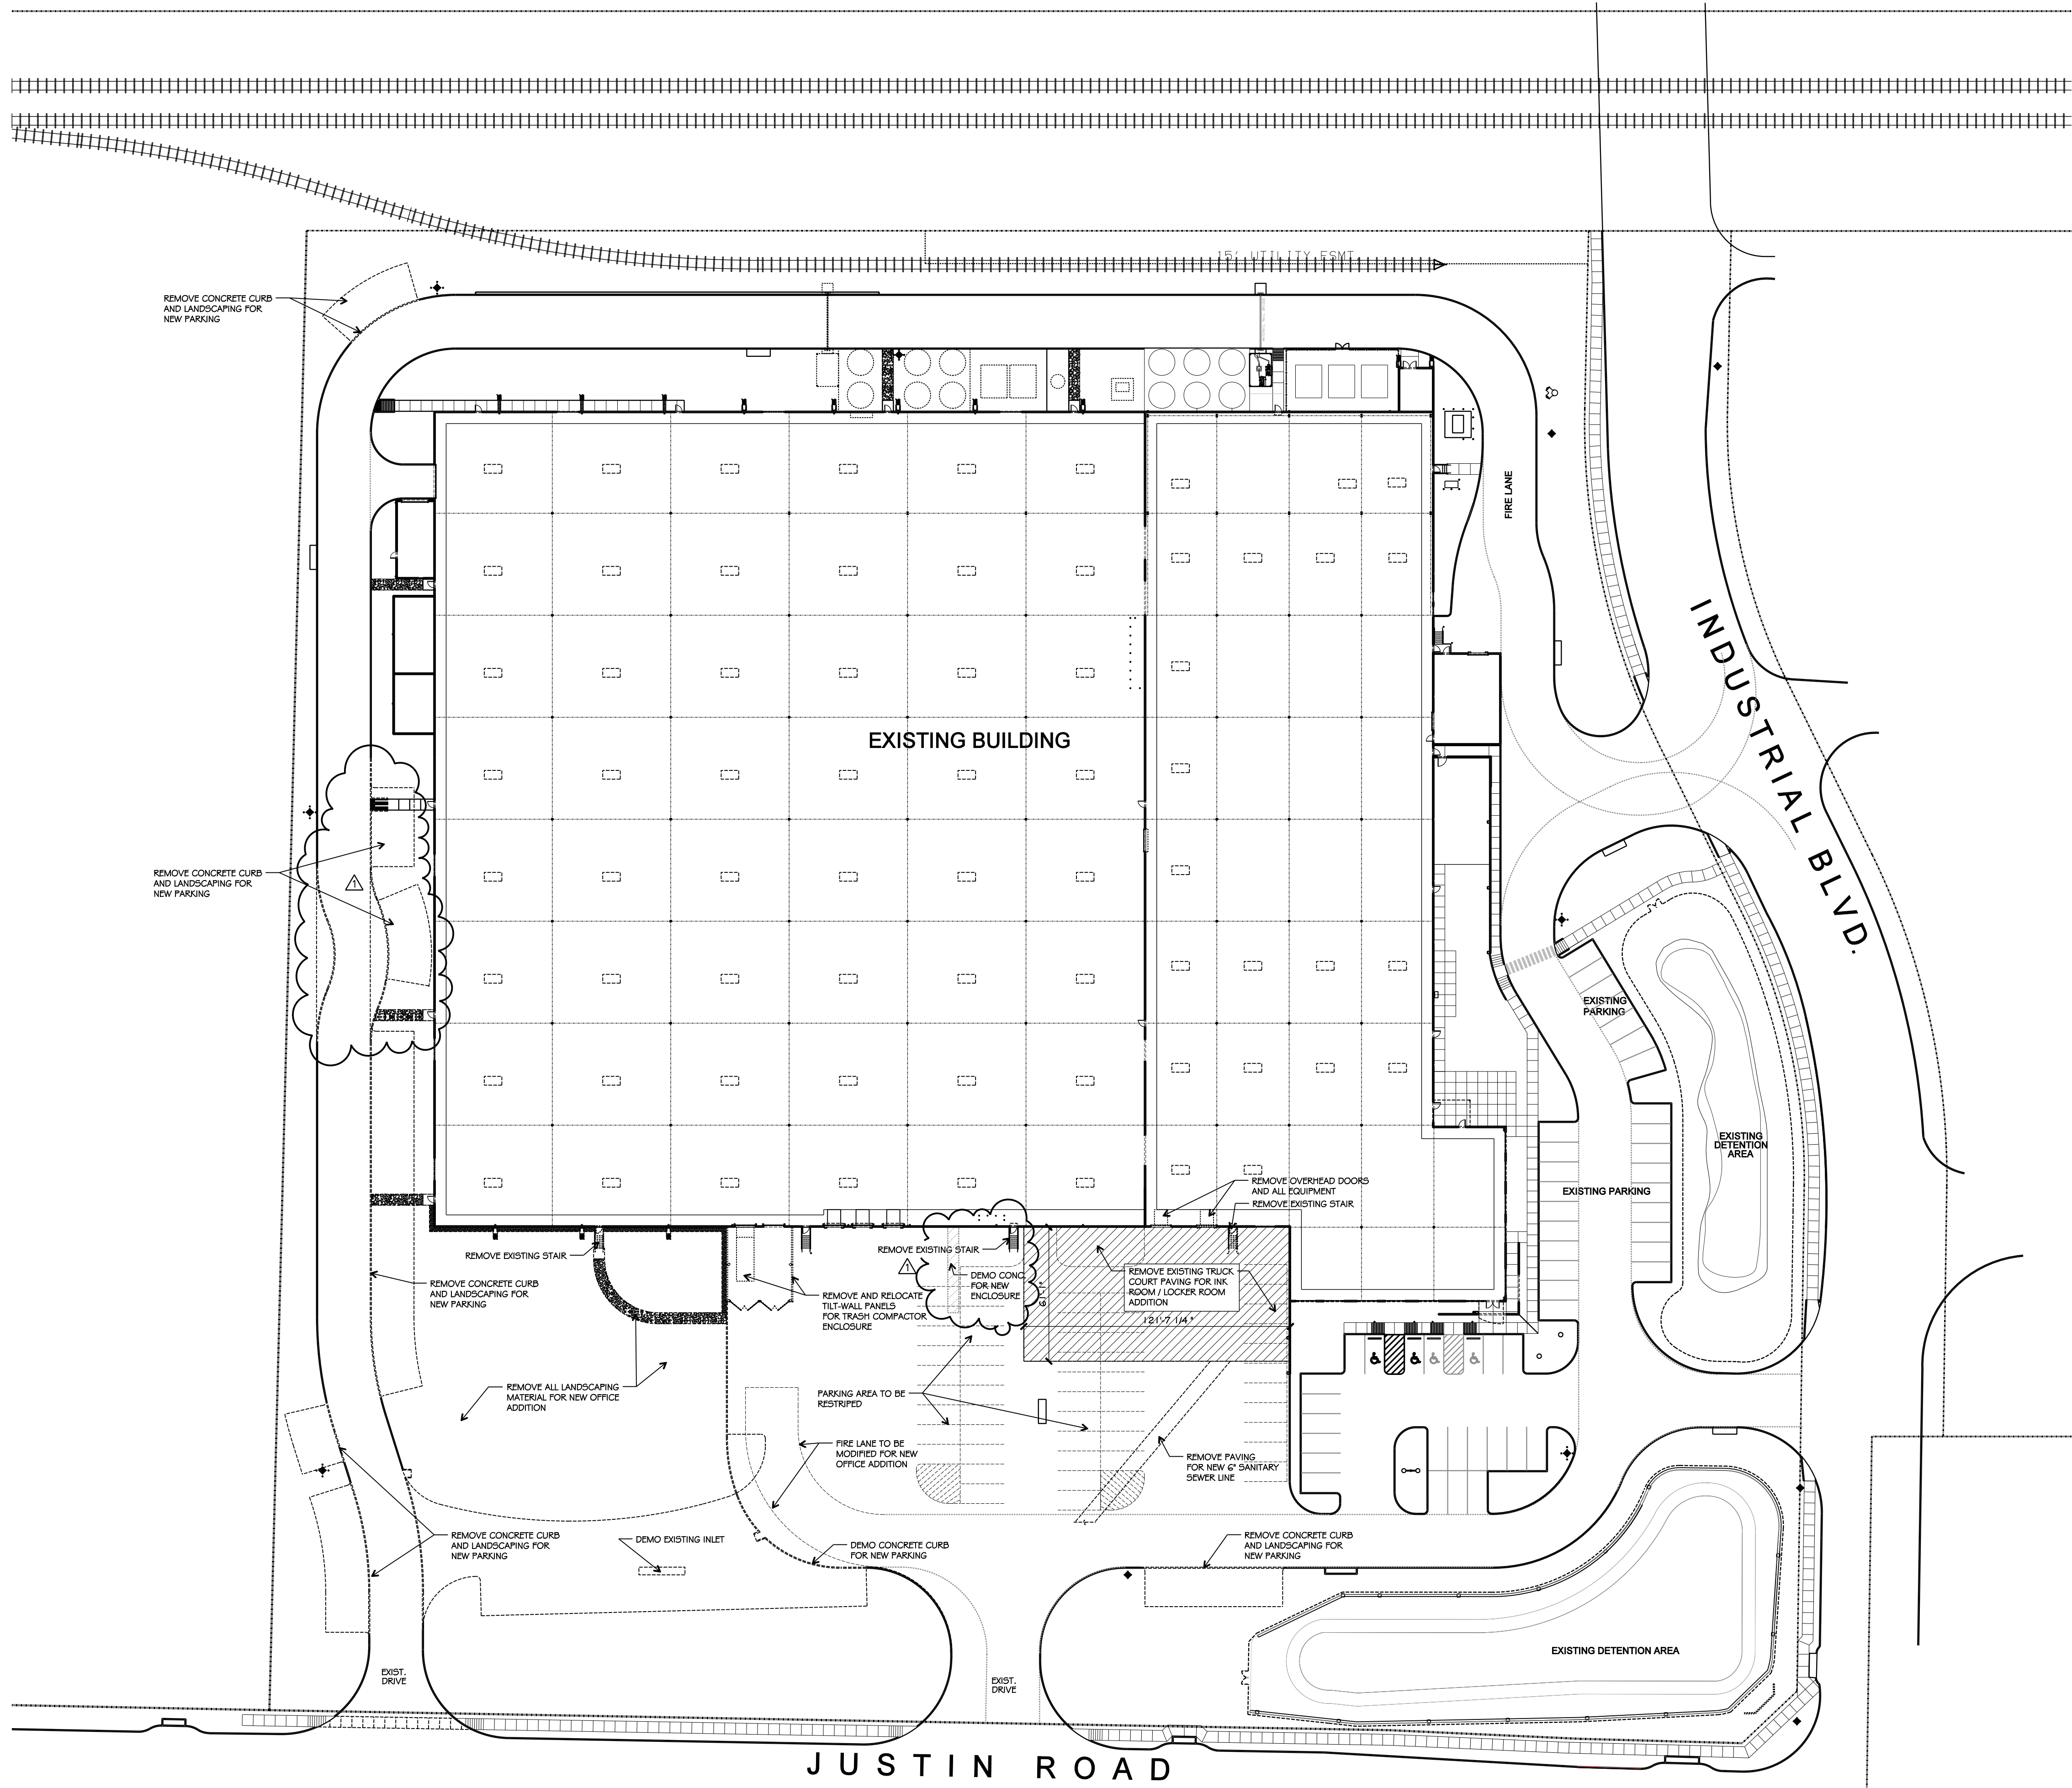 15' UTILITY ESMT.
REMOVE CONCRETE CURB
AND LANDSCAPING FOR
NEW PARKING
FIRE LANE
INDUSTRIAL BLVD.
EXISTING BUILDING
REMOVE CONCRETE CURB
AND LANDSCAPING FOR
NEW PARKING
1
EXISTING
PARKING
EXISTING
DETENTION
AREA
EXISTING PARKING
REMOVE OVERHEAD DOORS
AND ALL EQUIPMENT
REMOVE EXISTING STAIR
REMOVE EXISTING STAIR
REMOVE EXISTING STAIR
1
DEMO CONC.
FOR NEW
ENCLOSURE
REMOVE EXISTING TRUCK
COURT PAVING FOR INK
ROOM / LOCKER ROOM
ADDITION
61'-1"
121'-7 1/4"
REMOVE CONCRETE CURB
AND LANDSCAPING FOR
NEW PARKING
REMOVE AND RELOCATE
TILT-WALL PANELS
FOR TRASH COMPACTOR
ENCLOSURE
REMOVE ALL LANDSCAPING
MATERIAL FOR NEW OFFICE
ADDITION
PARKING AREA TO BE
RESTRIPED
FIRE LANE TO BE
MODIFIED FOR NEW
OFFICE ADDITION
REMOVE PAVING
FOR NEW 6" SANITARY
SEWER LINE
REMOVE CONCRETE CURB
AND LANDSCAPING FOR
NEW PARKING
DEMO EXISTING INLET
DEMO CONCRETE CURB
FOR NEW PARKING
REMOVE CONCRETE CURB
AND LANDSCAPING FOR
NEW PARKING
EXISTING DETENTION AREA
EXIST.
DRIVE
EXIST.
DRIVE
JUSTIN ROAD